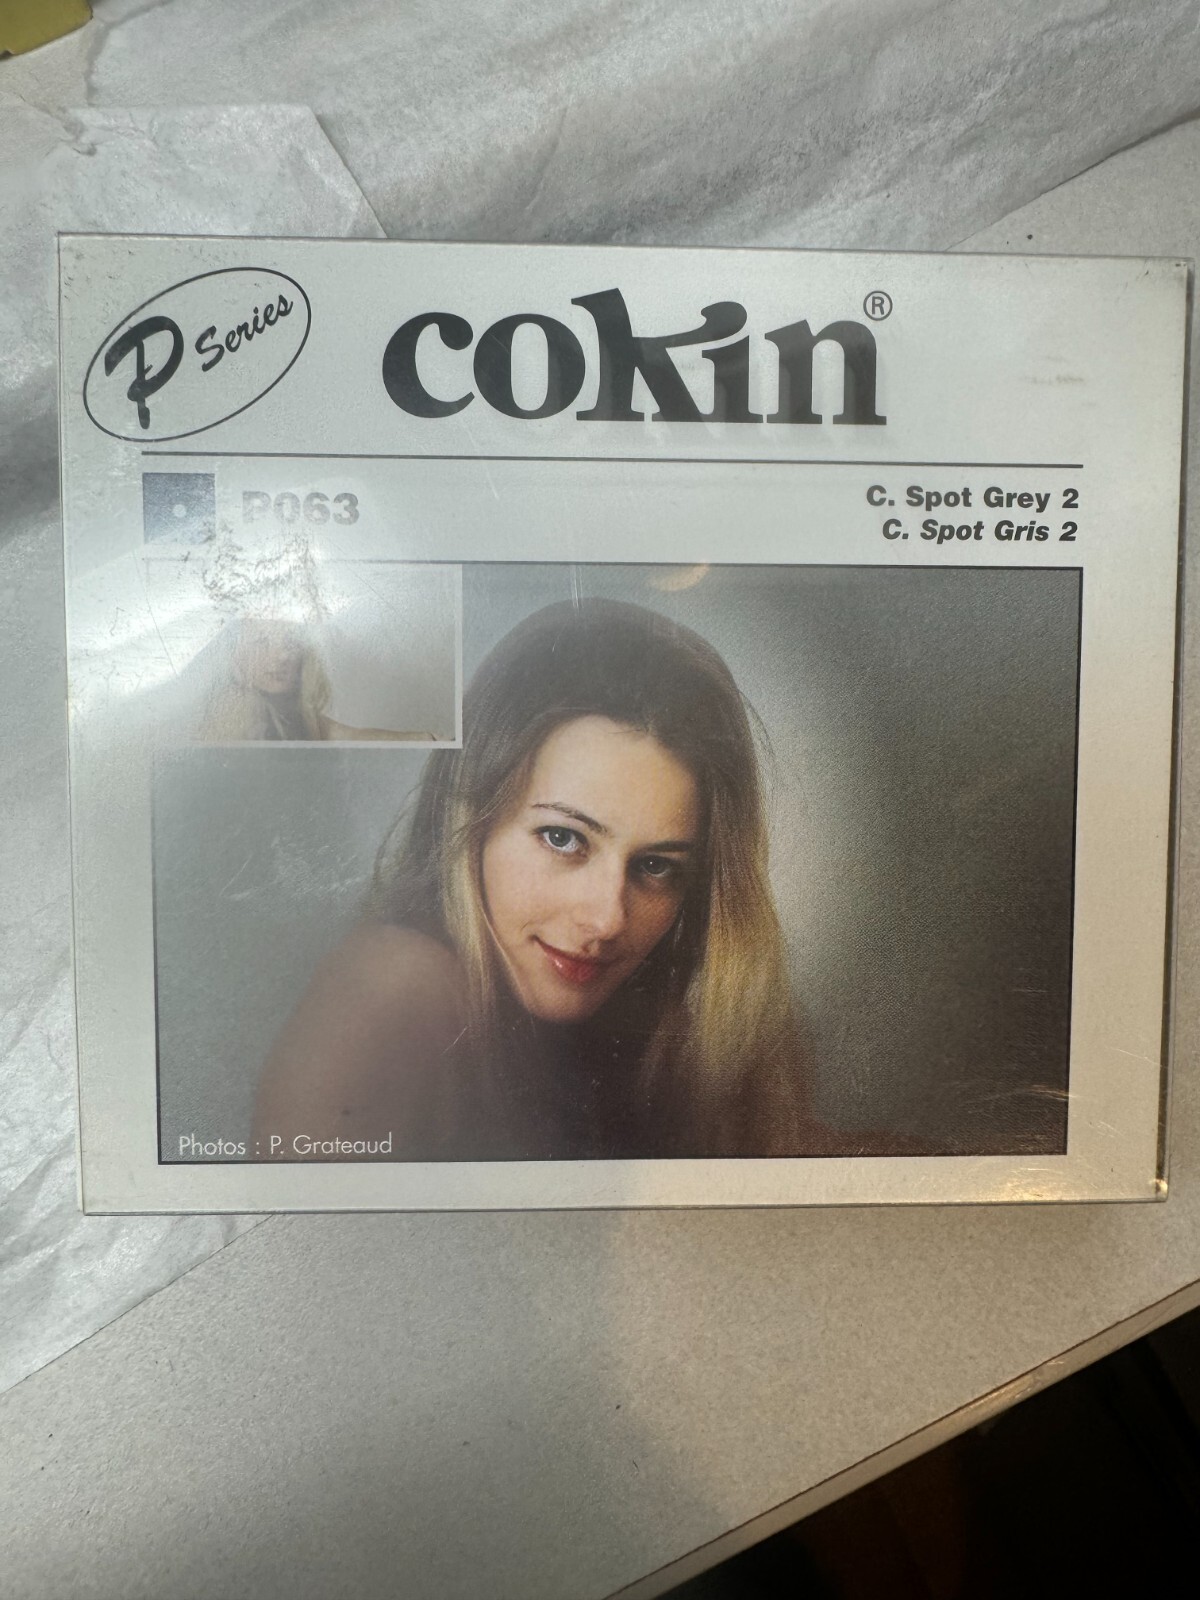 P Series
cokin®
P063
C. Spot Grey 2
C. Spot Gris 2
Photos : P. Grateaud